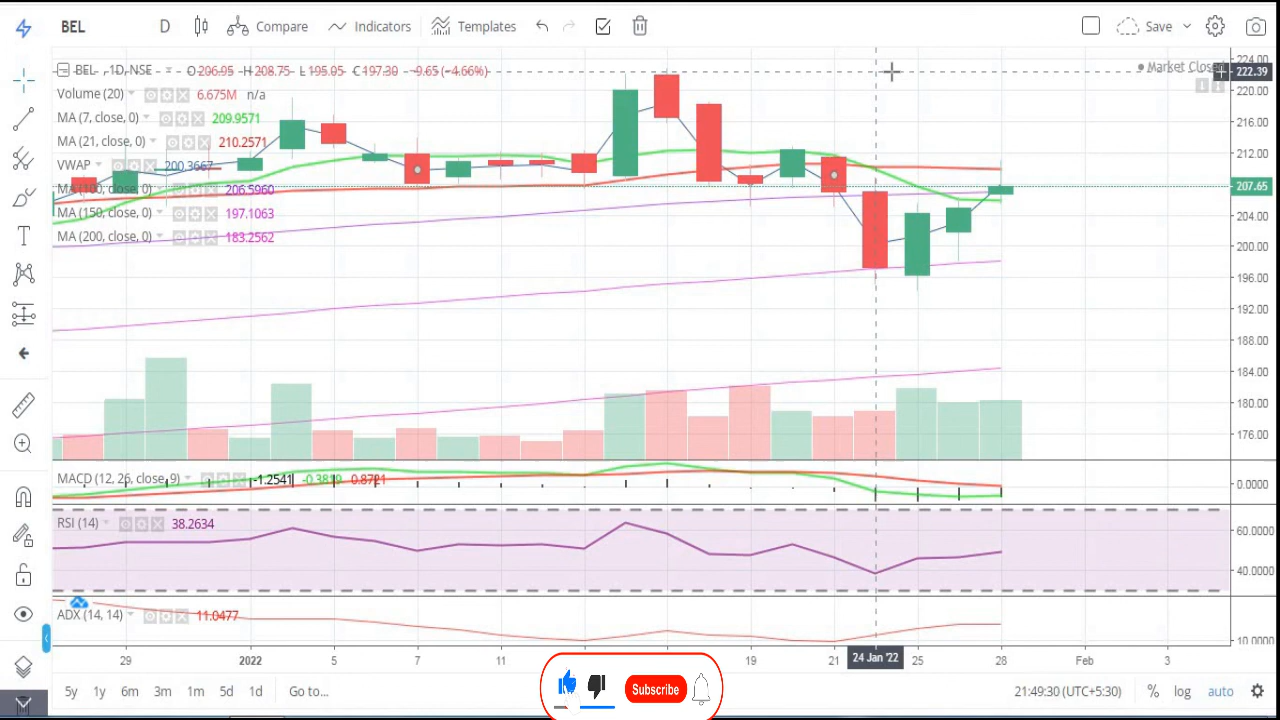 BEL D Compare Indicators Templates Save
BEL 1D, NSE O 206.95 H 208.75 L 195.05 C 197.30 -9.65 (-4.66%)
Market Closed
Volume (20) 6.675M n/a
MA (7, close, 0) 209.9571
MA (21, close, 0) 210.2571
VWAP 200.3667
MA (100, close, 0) 206.5960
MA (150, close, 0) 197.1063
MA (200, close, 0) 183.2562
224.00
222.39
220.00
216.00
212.00
207.65
204.00
200.00
196.00
192.00
188.00
184.00
180.00
176.00
MACD (12, 26, close, 9) -1.2541 -0.3819 0.8721
0.0000
RSI (14) 38.2634
60.0000
40.0000
ADX (14, 14) 11.0477
10.0000
29 2022 5 7 11 19 21 24 Jan '22 25 28 Feb 3
5y 1y 6m 3m 1m 5d 1d Go to... 21:49:30 (UTC+5:30) % log auto
Subscribe